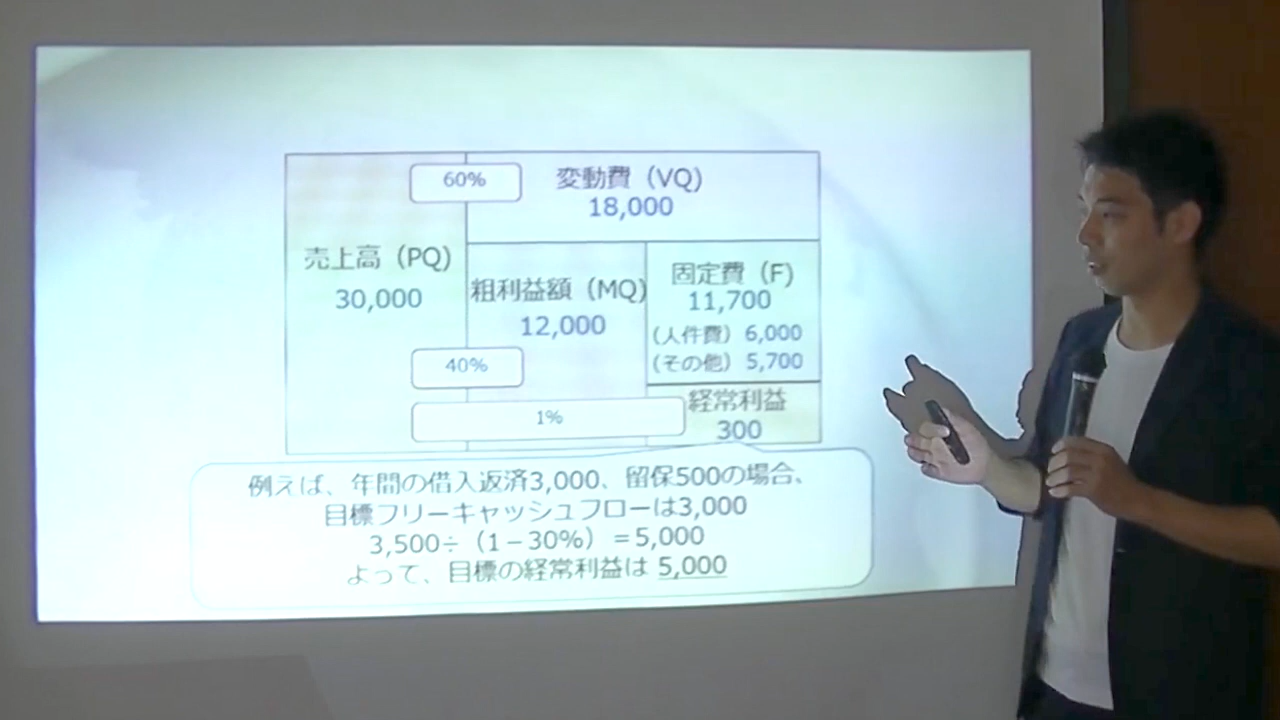 60%
変動費（VQ)
18,000
売上高（PQ)
30,000
粗利益額（MQ)
12,000
固定費（F)
11,700
（人件費）6,000
（その他）5,700
40%
1%
経常利益
300
例えば、年間の借入返済3,000、留保500の場合、
目標フリーキャッシュフローは3,000
3,500÷（1－30%）＝5,000
よって、目標の経常利益は 5,000